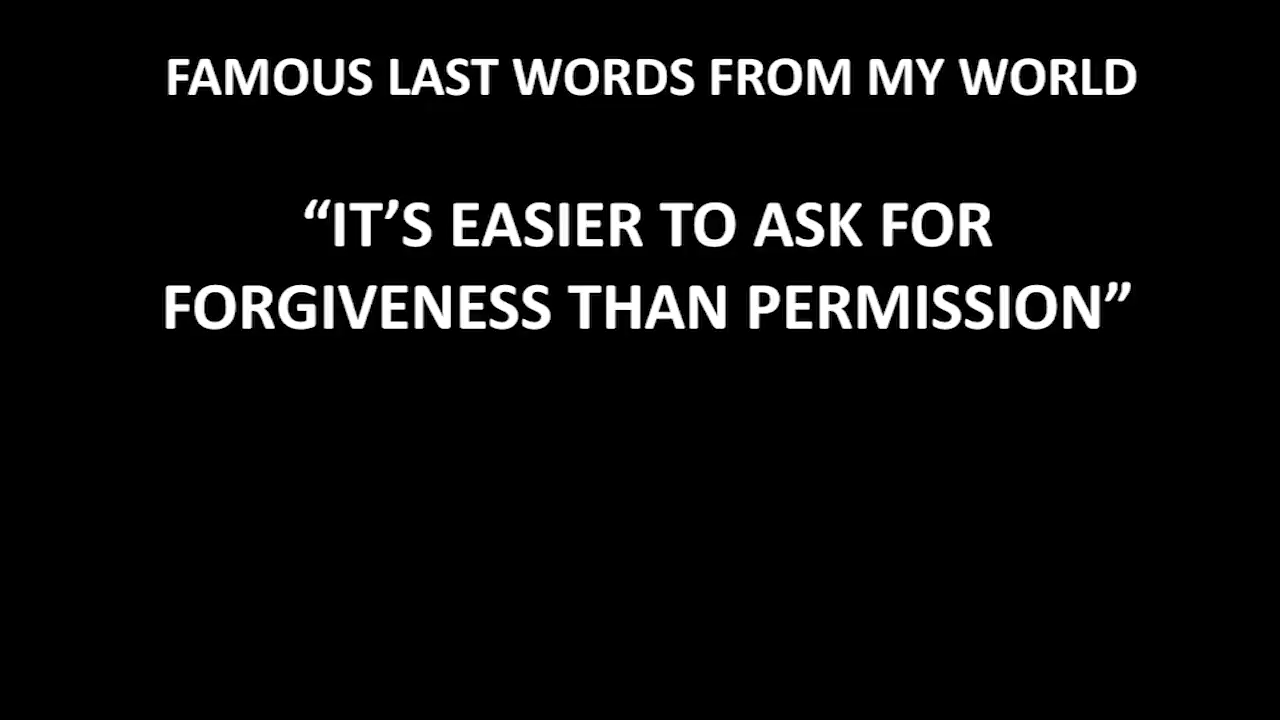 FAMOUS LAST WORDS FROM MY WORLD
“IT’S EASIER TO ASK FOR
FORGIVENESS THAN PERMISSION”